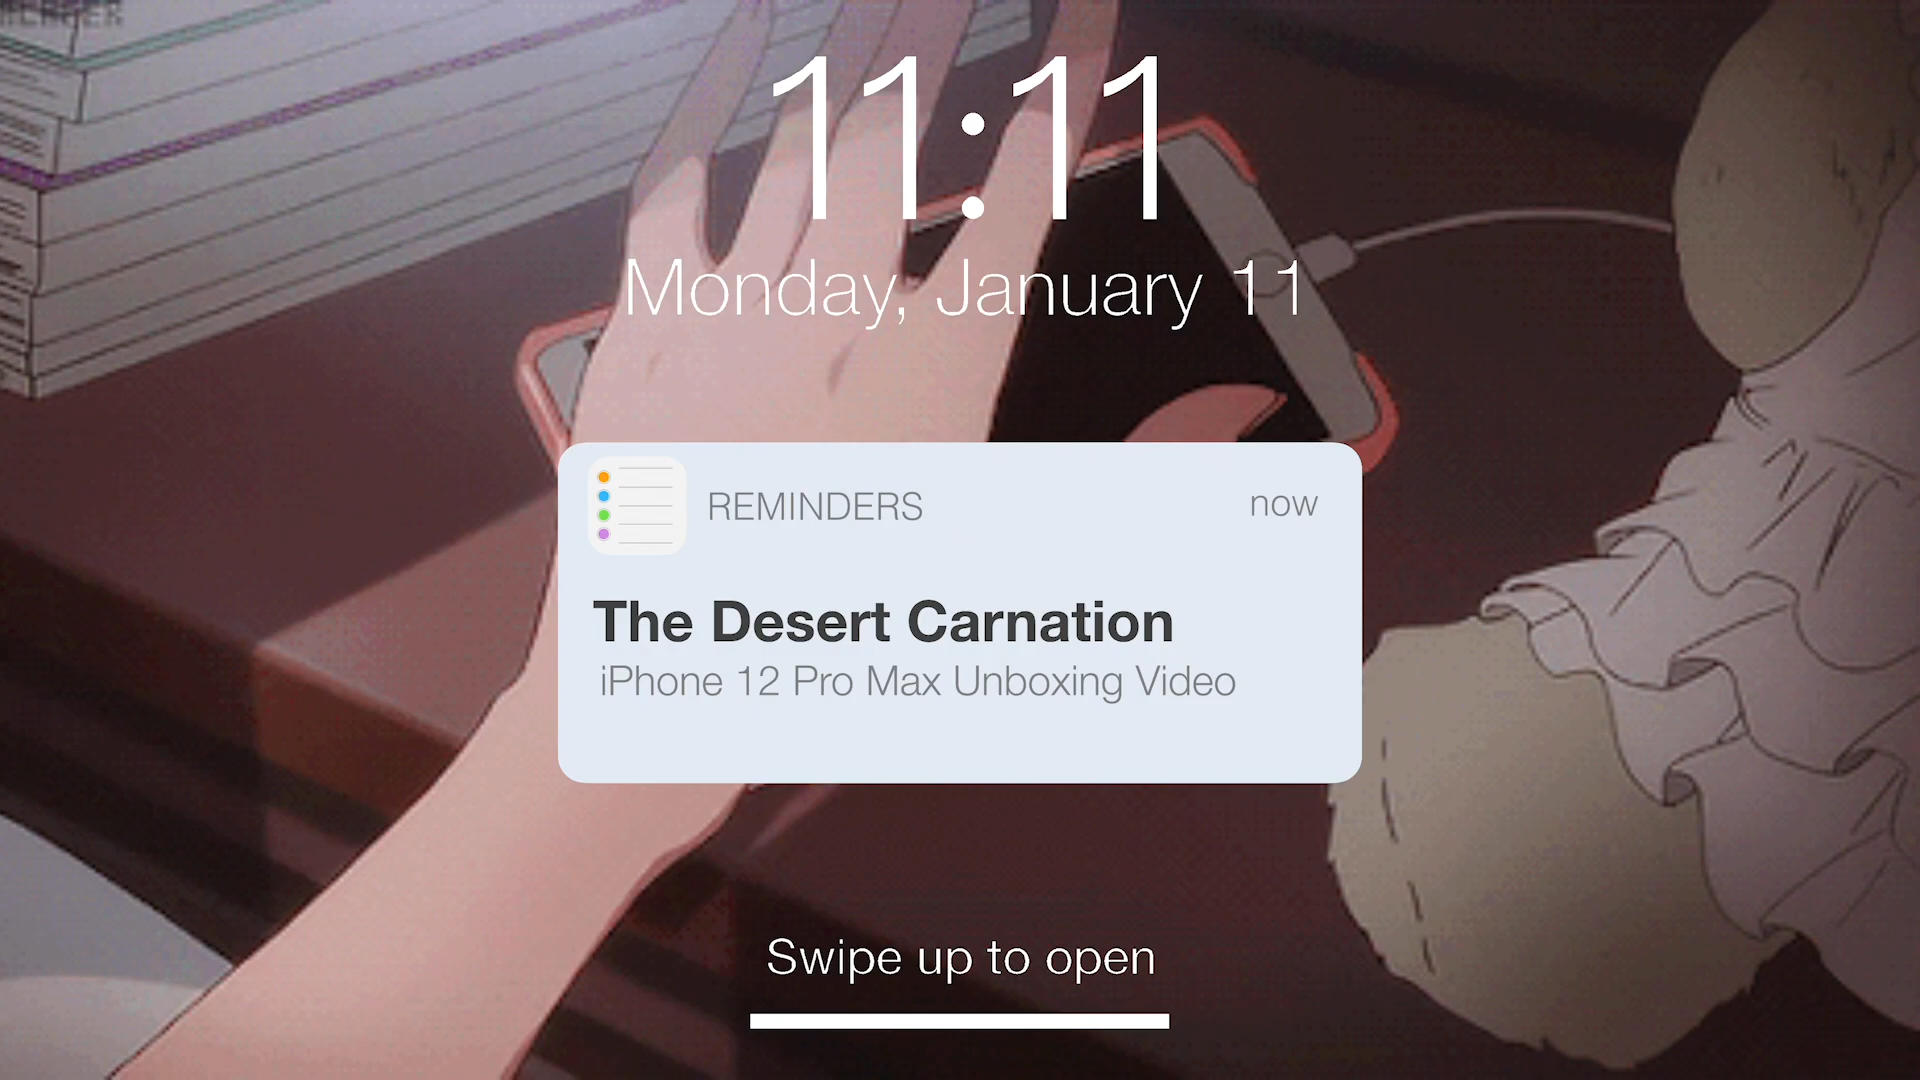 11:11
Monday, January 11
REMINDERS
now
The Desert Carnation
iPhone 12 Pro Max Unboxing Video
Swipe up to open